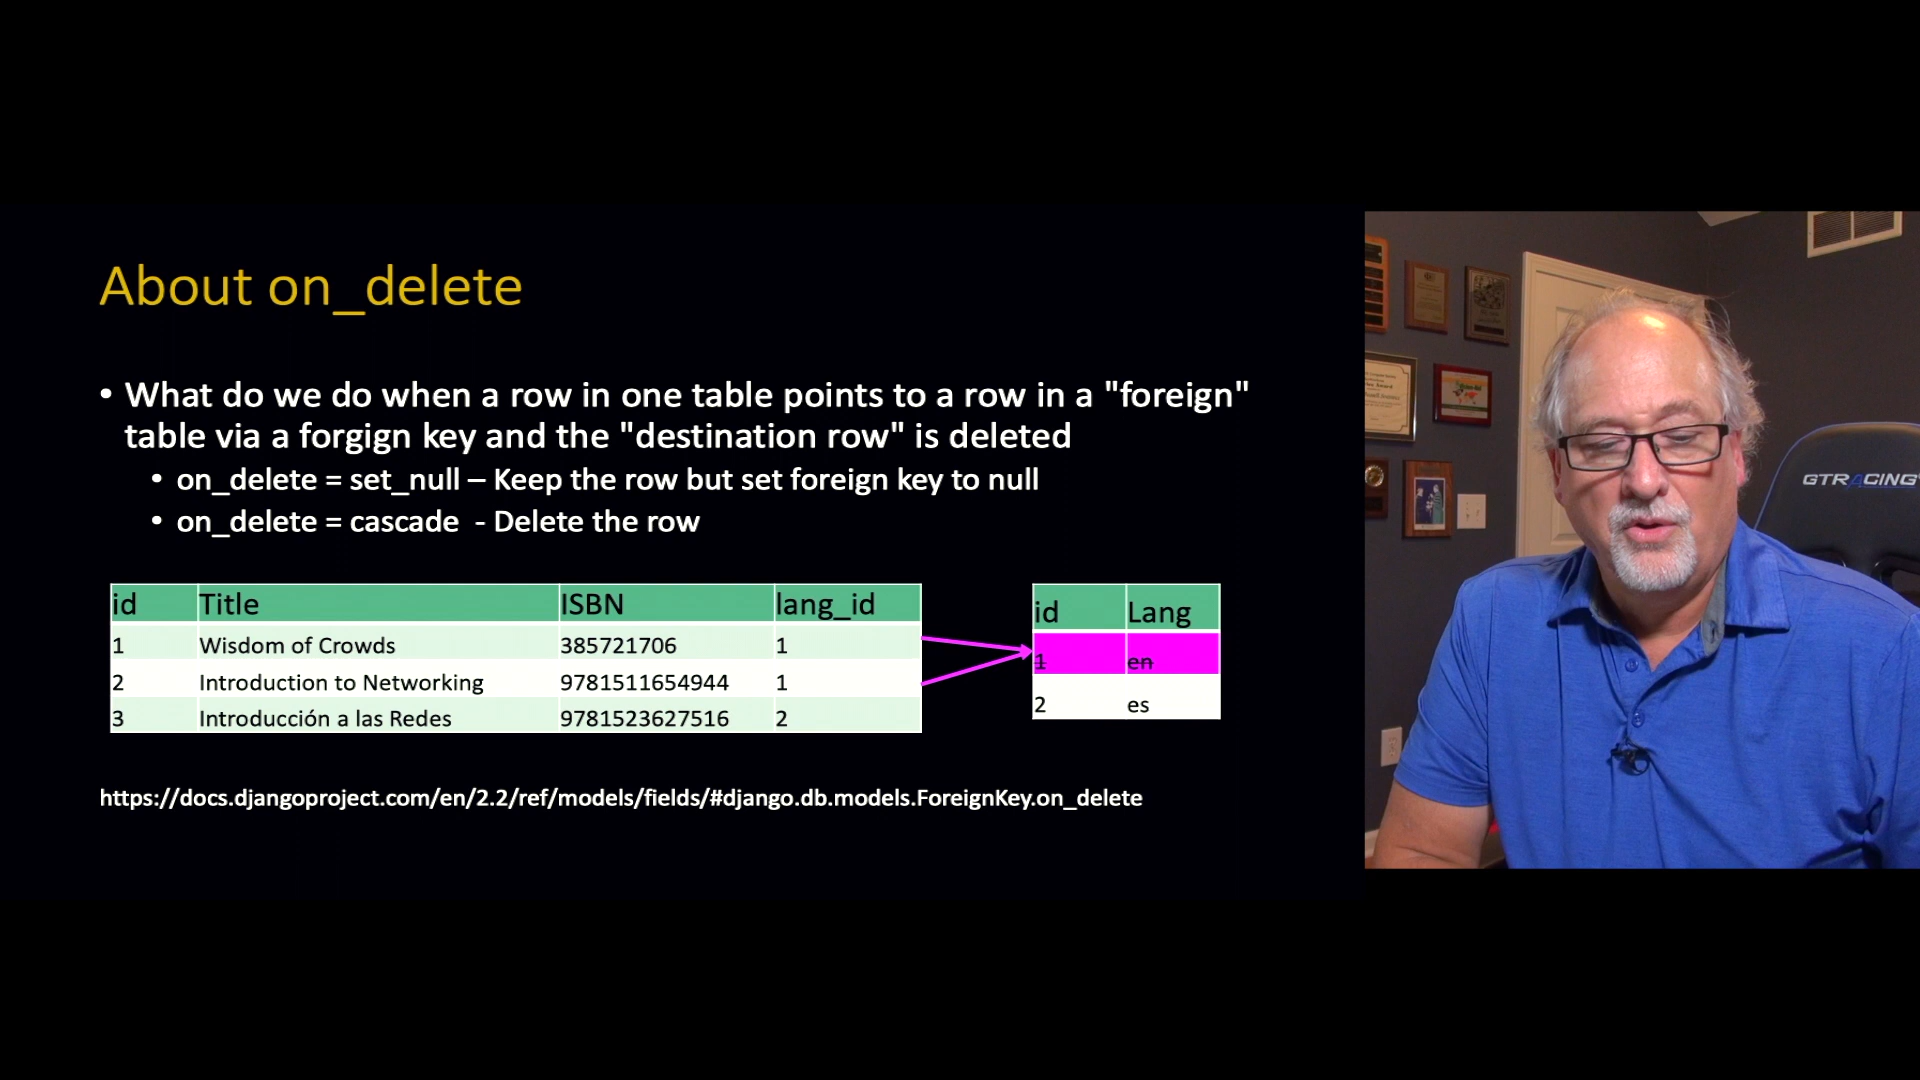 About on_delete
• What do we do when a row in one table points to a row in a "foreign"
table via a forgign key and the "destination row" is deleted
• on_delete = set_null – Keep the row but set foreign key to null
• on_delete = cascade - Delete the row
id Title ISBN lang_id
1 Wisdom of Crowds 385721706 1
2 Introduction to Networking 9781511654944 1
3 Introducción a las Redes 9781523627516 2
id Lang
1 en
2 es
https://docs.djangoproject.com/en/2.2/ref/models/fields/#django.db.models.ForeignKey.on_delete
GTRACING